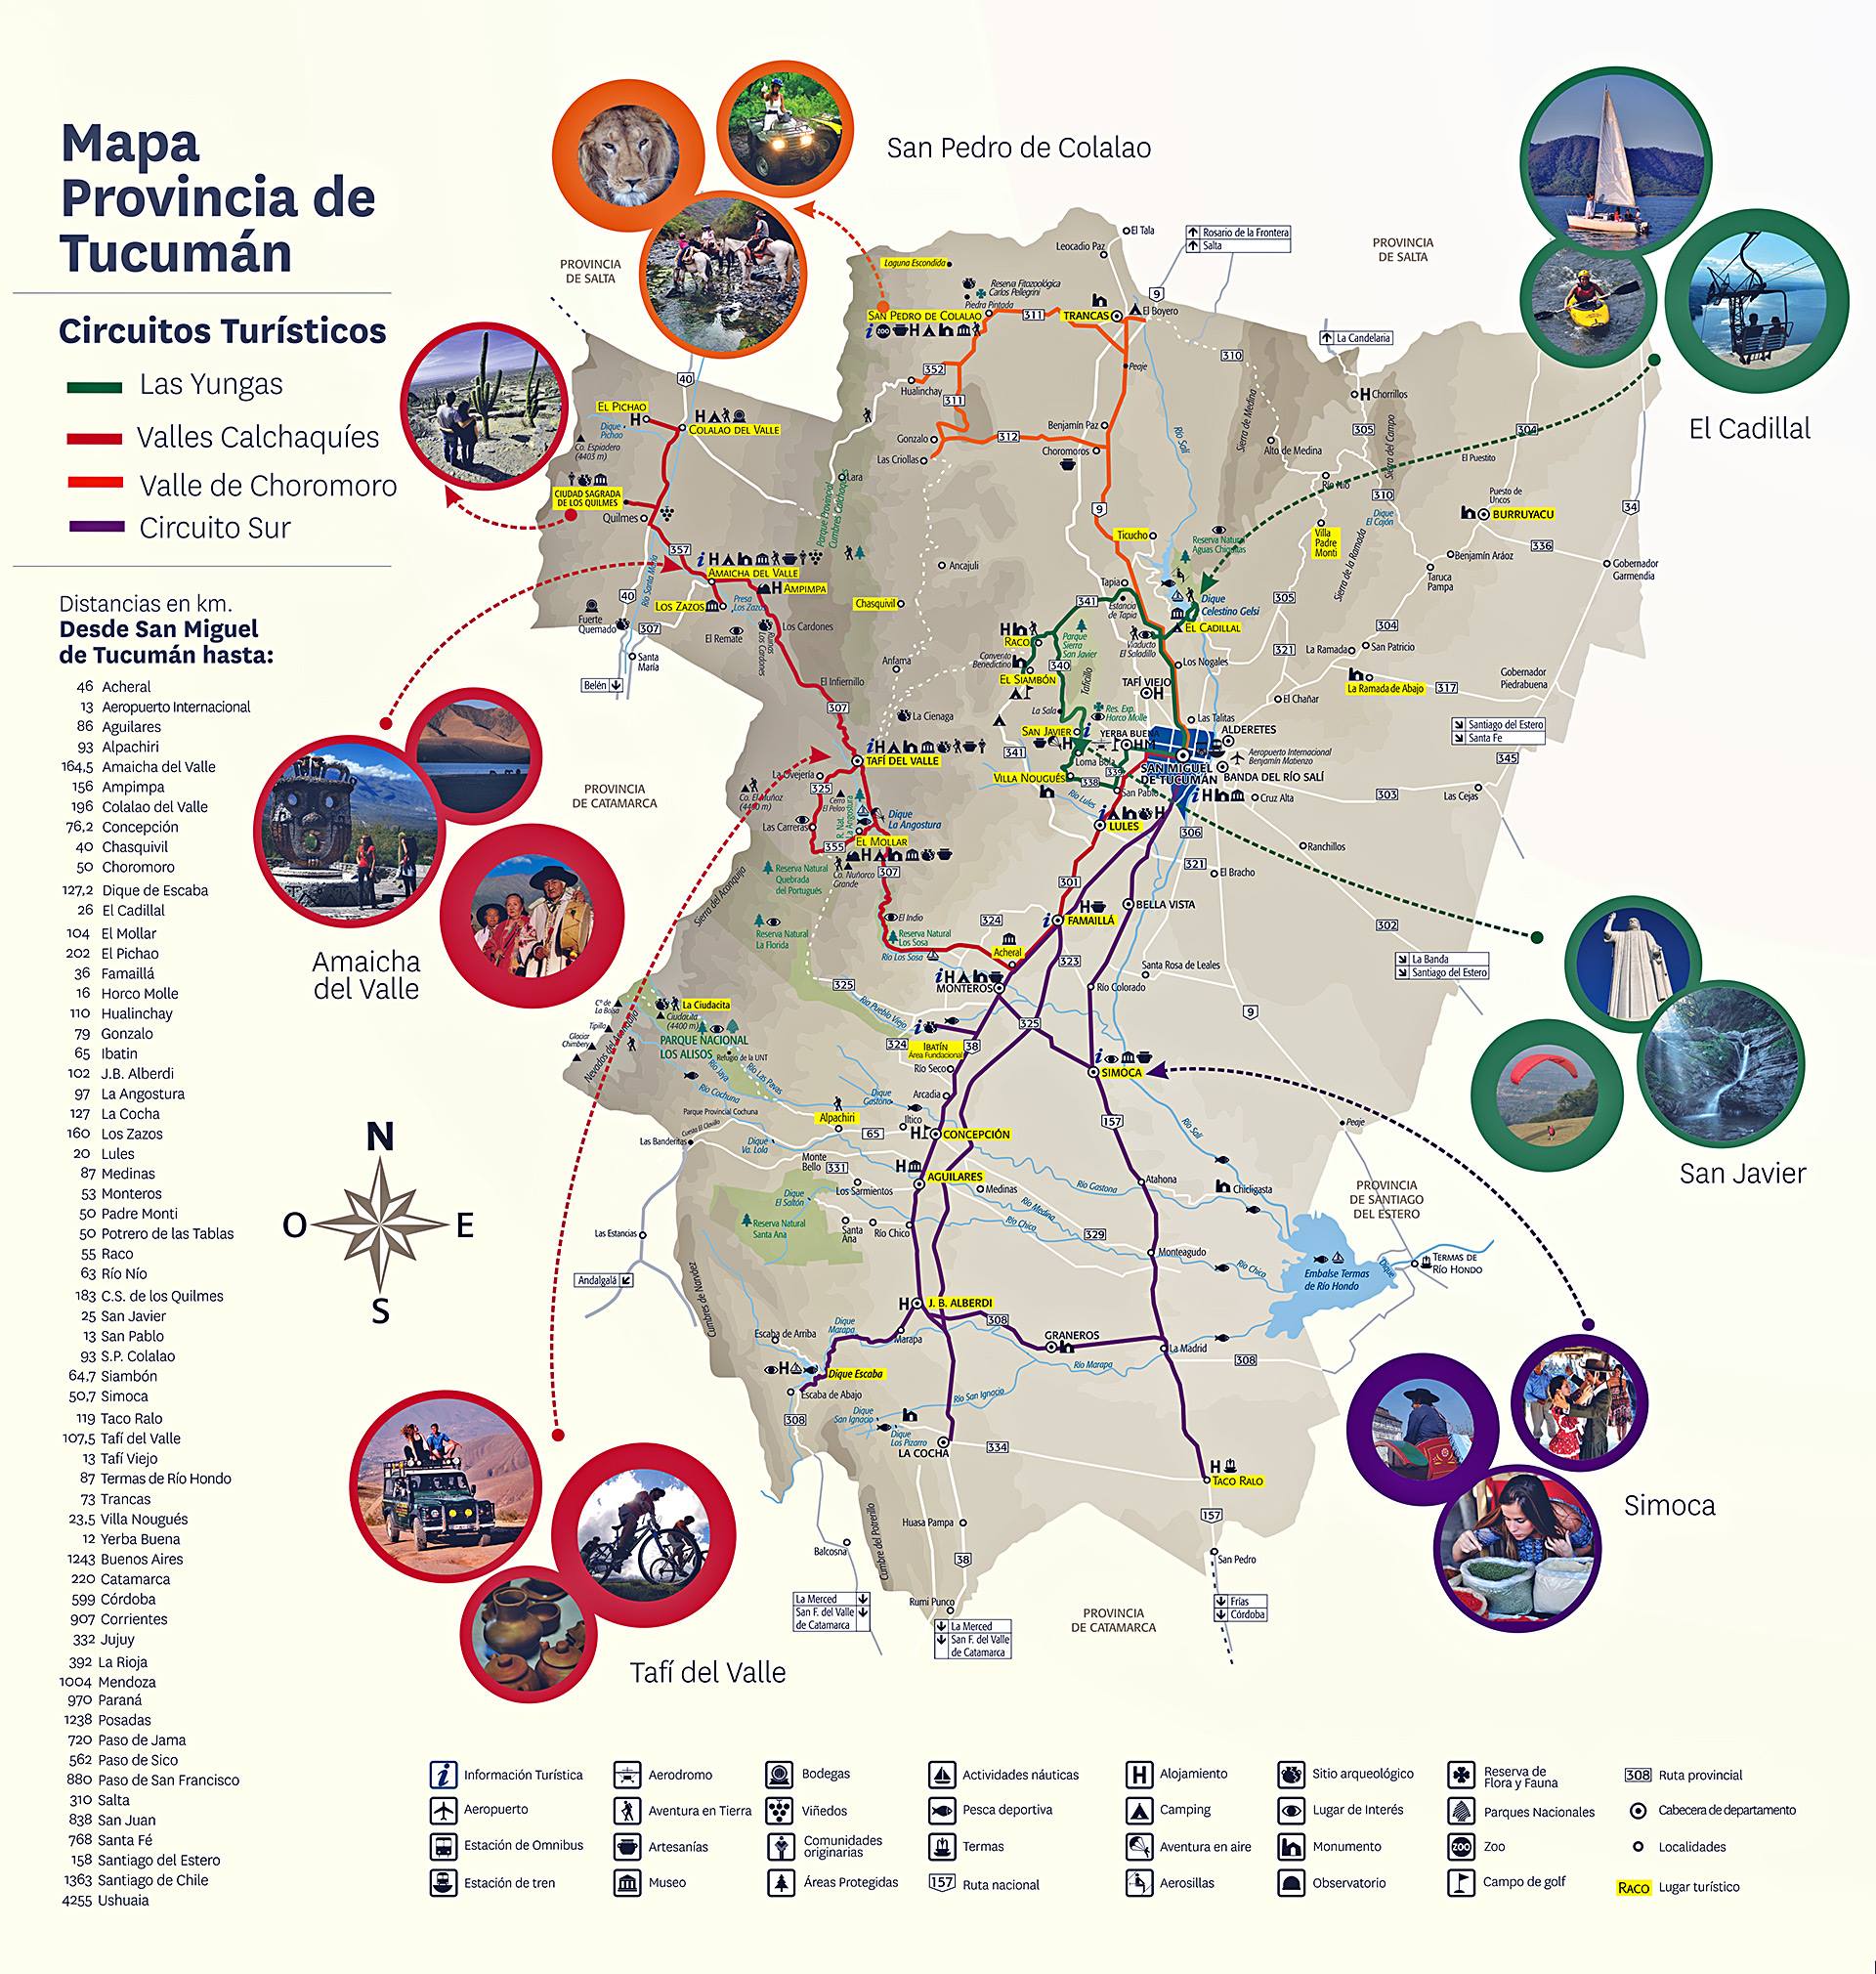 Mapa
Provincia de
Tucumán
Circuitos Turísticos
Las Yungas
Valles Calchaquíes
Valle de Choromoro
Circuito Sur
Distancias en km.
Desde San Miguel
de Tucumán hasta:
46 Acheral
13 Aeropuerto Internacional
86 Aguilares
93 Alpachiri
164,5 Amaicha del Valle
156 Ampimpa
196 Colalao del Valle
76,2 Concepción
40 Chasquivil
50 Choromoro
127,2 Dique de Escaba
26 El Cadillal
104 El Mollar
202 El Pichao
36 Famaillá
16 Horco Molle
110 Hualinchay
79 Gonzalo
65 Ibatin
102 J.B. Alberdi
97 La Angostura
127 La Cocha
160 Los Zazos
20 Lules
87 Medinas
53 Monteros
50 Padre Monti
50 Potrero de las Tablas
55 Raco
63 Río Nío
183 C.S. de los Quilmes
25 San Javier
13 San Pablo
93 S.P. Colalao
64,7 Siambón
50,7 Simoca
119 Taco Ralo
107,5 Tafí del Valle
13 Tafí Viejo
87 Termas de Río Hondo
73 Trancas
23,5 Villa Nougués
12 Yerba Buena
1243 Buenos Aires
220 Catamarca
599 Córdoba
907 Corrientes
332 Jujuy
392 La Rioja
1004 Mendoza
970 Paraná
1238 Posadas
720 Paso de Jama
562 Paso de Sico
880 Paso de San Francisco
310 Salta
838 San Juan
768 Santa Fé
158 Santiago del Estero
1363 Santiago de Chile
4255 Ushuaia
N
O
E
S
San Pedro de Colalao
El Cadillal
San Javier
Simoca
Tafí del Valle
Amaicha
del Valle
PROVINCIA
DE SALTA
PROVINCIA
DE SALTA
PROVINCIA
DE CATAMARCA
PROVINCIA
DE SANTIAGO
DEL ESTERO
PROVINCIA
DE CATAMARCA
El Tala
Leocadio Paz
Rosario de la Frontera
Salta
Laguna Escondida
Reserva Fitozoológica
Carlos Pellegrini
Piedra Pintada
SAN PEDRO DE COLALAO
ZOO
311
TRANCAS
El Boyero
9
310
La Candelaria
Peaje
352
Hualinchay
311
Gonzalo
312
Las Criollas
Benjamín Paz
Choromoros
Río Salí
Sierra de Medina
Alto de Medina
Chorrillos
305
Sierra del Campo
304
El Puestito
Río Nío
310
Dique
El Cajón
Puesto de
Uncos
BURRUYACU
34
336
Villa
Padre
Monti
Sierra de la Ramada
Benjamín Aráoz
Taruca
Pampa
Gobernador
Garmendia
40
EL PICHAO
Dique
Pichao
Co. Espiadero
(4403 m)
COLALAO DEL VALLE
CIUDAD SAGRADA
DE LOS QUILMES
Quilmes
Lara
Parque Provincial
Cumbres Calchaquíes
357
AMAICHA DEL VALLE
AMPIMPA
LOS ZAZOS
Presa
Los Zazos
Río Santa María
40
Fuerte
Quemado
307
El Remate
Santa
María
Belén
Ruinas
Los Cardones
Los Cardones
El Infiernillo
307
Ancajuli
Chasquivil
Anfama
La Cienaga
9
Ticucho
Reserva Natural
Aguas Chiquitas
Tapia
Estancia
de Tapia
341
Dique
Celestino Gelsi
EL CADILLAL
RACO
Parque
Sierra
San Javier
Viaducto
El Saladillo
Convento
Benedictino
340
EL SIAMBÓN
Taficillo
Los Nogales
TAFÍ VIEJO
La Sala
Res. Exp.
Horco Molle
SAN JAVIER
YERBA BUENA
Las Talitas
ALDERETES
El Chañar
305
304
321
La Ramada
San Patricio
La Ramada de Abajo
317
Gobernador
Piedrabuena
Santiago del Estero
Santa Fe
345
341
Loma Bola
339
VILLA NOUGUÉS
338
San Pablo
SAN MIGUEL
DE TUCUMÁN
Aeropuerto Internacional
Benjamín Matienzo
BANDA DEL RÍO SALÍ
Cruz Alta
303
Las Cejas
Río Lules
LULES
306
Ranchillos
321
El Bracho
TAFÍ DEL VALLE
La Ovejería
325
Co. El Muñoz
Cerro
El Pelao
R. Nat.
La Angostura
Dique
La Angostura
Las Carreras
355
EL MOLLAR
Co. Nuñorco
Grande
307
Reserva Natural
Quebrada
del Portugués
Sierra del Aconquija
Reserva Natural
La Florida
El Indio
Reserva Natural
Los Sosa
Río Los Sosa
324
301
FAMAILLÁ
BELLA VISTA
302
La Banda
Santiago del Estero
Acheral
323
Santa Rosa de Leales
Río Colorado
MONTEROS
325
Río Pueblo Viejo
325
9
La Ciudacita
Ciudacita
(4400 m)
Cº de
La Bolsa
Tipillo
Glaciar
Chimberí
Nevados del Aconquija
PARQUE NACIONAL
LOS ALISOS
Refugio de la UNT
Río Jaya
Río Las Pavas
Río Cochuna
324
IBATÍN
Área Fundacional
38
Río Seco
SIMOCA
Arcadia
Dique
Gastona
Iltico
Parque Provincial Cochuna
Cuesta El Clavillo
Las Banderitas
Alpachiri
65
CONCEPCIÓN
157
Río Salí
Peaje
Dique
Va. Lola
Monte
Bello
331
AGUILARES
Los Sarmientos
Medinas
Río Gastona
Atahona
Chicligasta
Dique
El Saltón
Reserva Natural
Santa Ana
Santa
Ana
Río Chico
Río Medina
Río Chico
329
Monteagudo
Río Chico
Embalse Termas
de Río Hondo
Dique
TERMAS DE
RÍO HONDO
Las Estancias
Andalgalá
Cumbres de Narváez
J. B. ALBERDI
308
GRANEROS
La Madrid
308
Dique
Marapa
Marapa
Río Marapa
Escaba de Arriba
Dique Escaba
Escaba de Abajo
308
Río San Ignacio
Dique
San Ignacio
Dique
Los Pizarro
LA COCHA
334
TACO RALO
157
San Pedro
Frías
Córdoba
Huasa Pampa
38
Cumbre del Potrerillo
Balcosna
Rumi Punco
La Merced
San F. del Valle
de Catamarca
La Merced
San F. del Valle
de Catamarca
Información Turística
Aeropuerto
Estación de Omnibus
Estación de tren
Aerodromo
Aventura en Tierra
Artesanías
Museo
Bodegas
Viñedos
Comunidades
originarias
Áreas Protegidas
Actividades náuticas
Pesca deportiva
Termas
157 Ruta nacional
Alojamiento
Camping
Aventura en aire
Aerosillas
Sitio arqueológico
Lugar de Interés
Monumento
Observatorio
Reserva de
Flora y Fauna
Parques Nacionales
ZOO Zoo
Campo de golf
308 Ruta provincial
Cabecera de departamento
Localidades
RACO Lugar turístico